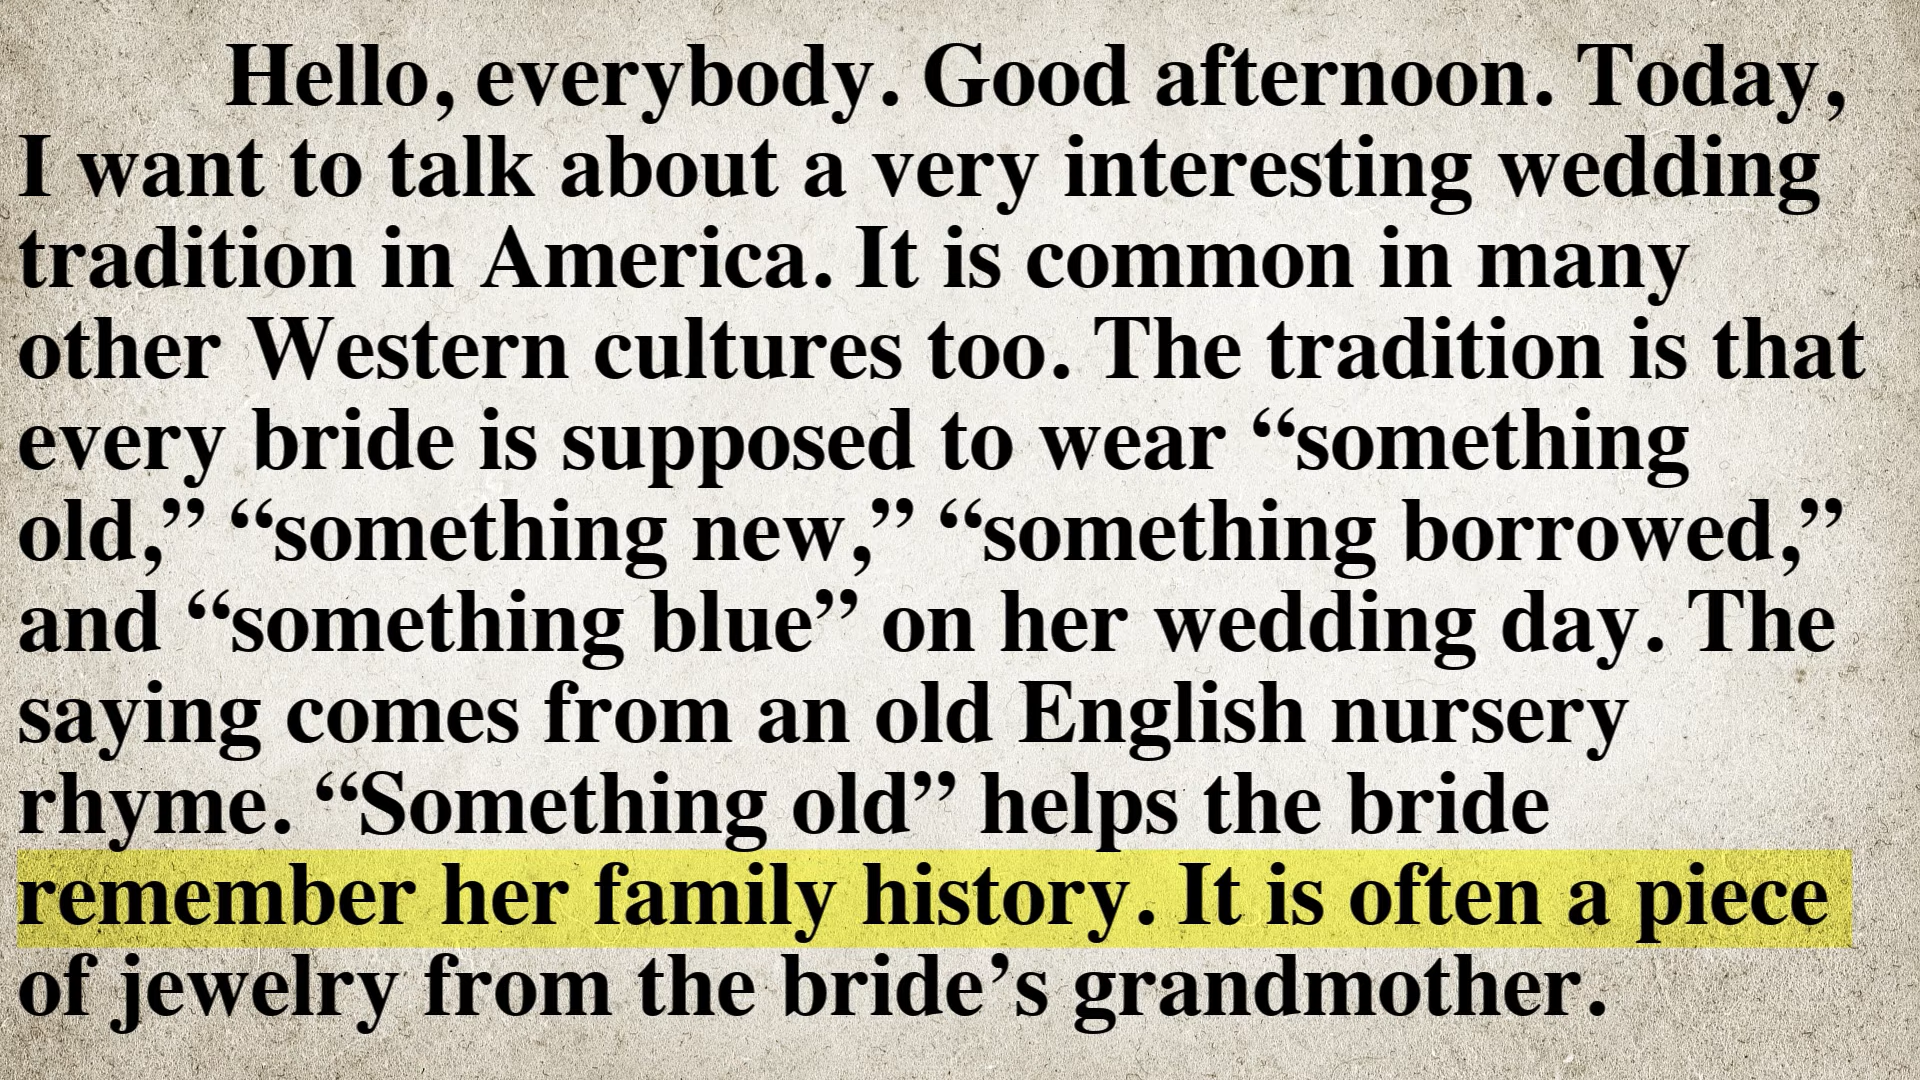 Hello, everybody. Good afternoon. Today,
I want to talk about a very interesting wedding
tradition in America. It is common in many
other Western cultures too. The tradition is that
every bride is supposed to wear “something
old,” “something new,” “something borrowed,”
and “something blue” on her wedding day. The
saying comes from an old English nursery
rhyme. “Something old” helps the bride
remember her family history. It is often a piece
of jewelry from the bride’s grandmother.